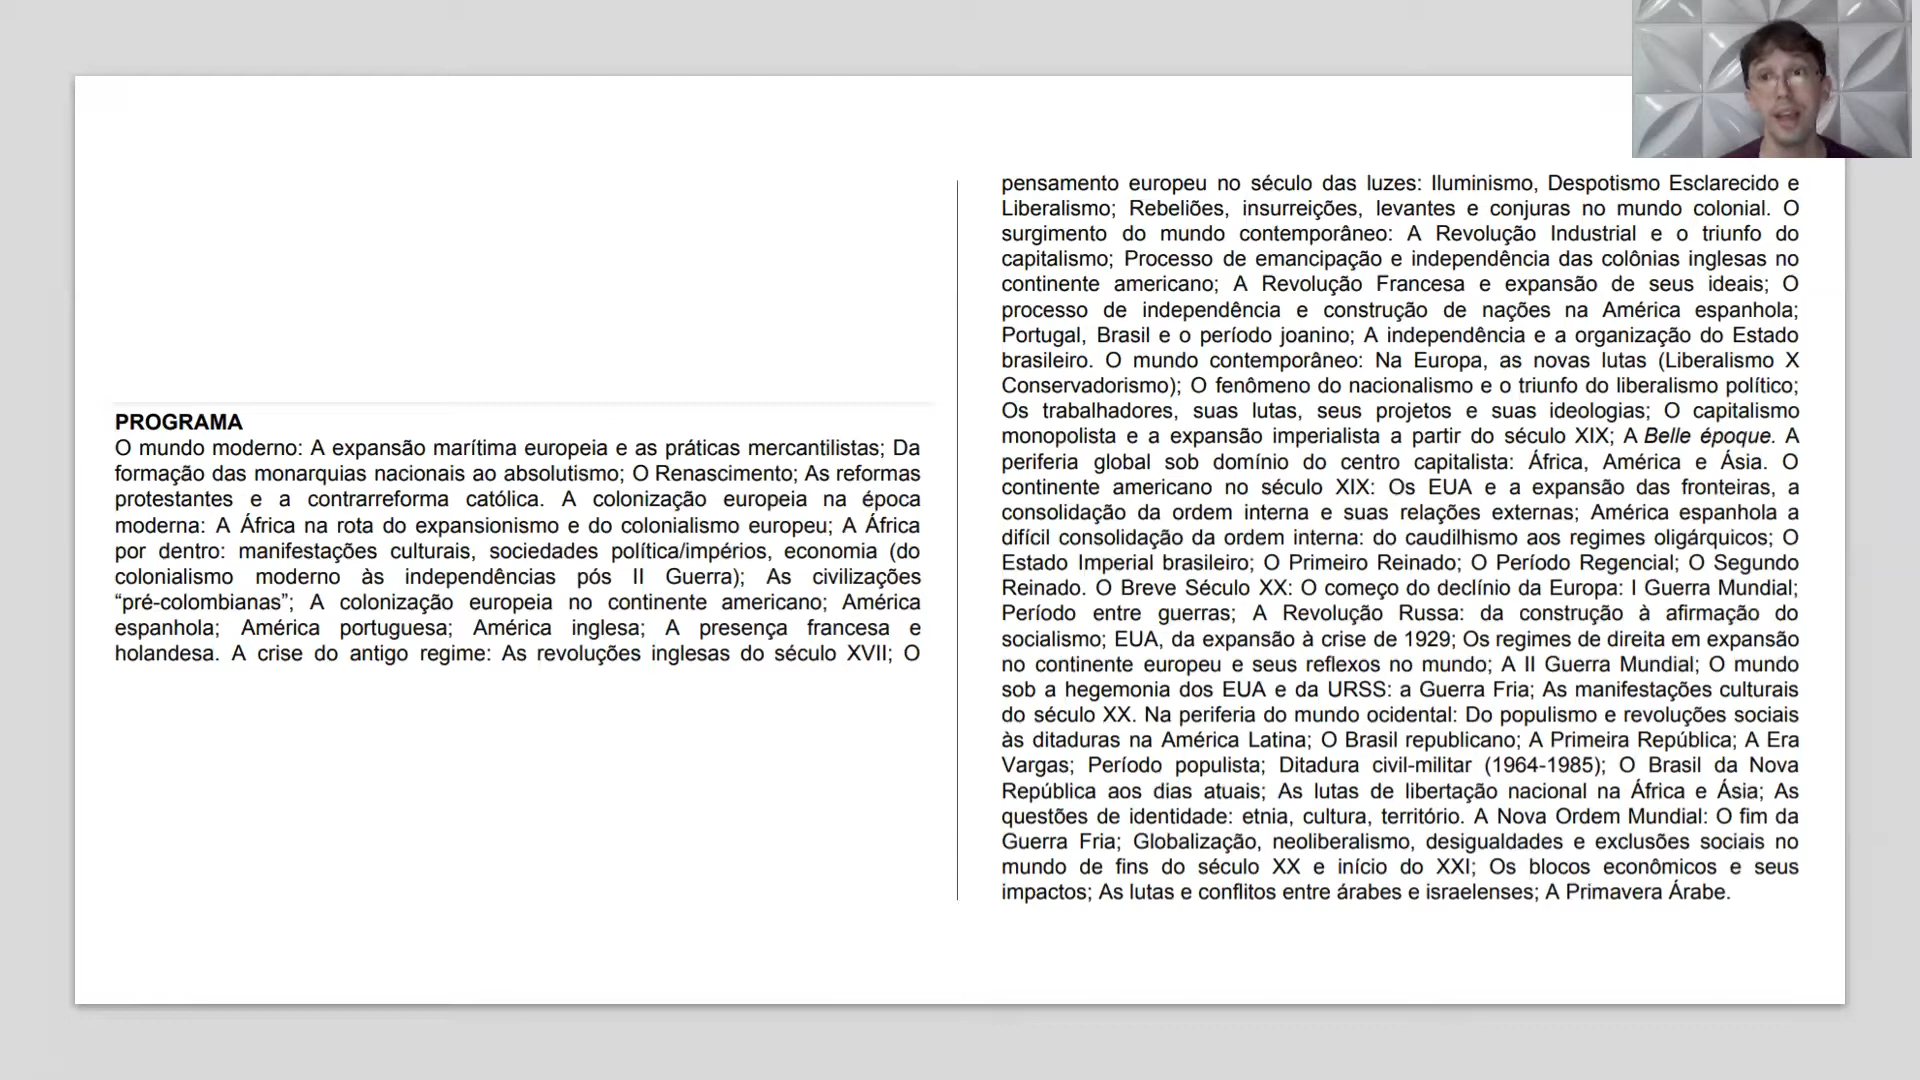 PROGRAMA
O mundo moderno: A expansão marítima europeia e as práticas mercantilistas; Da
formação das monarquias nacionais ao absolutismo; O Renascimento; As reformas
protestantes e a contrarreforma católica. A colonização europeia na época
moderna: A África na rota do expansionismo e do colonialismo europeu; A África
por dentro: manifestações culturais, sociedades política/impérios, economia (do
colonialismo moderno às independências pós II Guerra); As civilizações
“pré-colombianas”; A colonização europeia no continente americano; América
espanhola; América portuguesa; América inglesa; A presença francesa e
holandesa. A crise do antigo regime: As revoluções inglesas do século XVII; O
pensamento europeu no século das luzes: Iluminismo, Despotismo Esclarecido e
Liberalismo; Rebeliões, insurreições, levantes e conjuras no mundo colonial. O
surgimento do mundo contemporâneo: A Revolução Industrial e o triunfo do
capitalismo; Processo de emancipação e independência das colônias inglesas no
continente americano; A Revolução Francesa e expansão de seus ideais; O
processo de independência e construção de nações na América espanhola;
Portugal, Brasil e o período joanino; A independência e a organização do Estado
brasileiro. O mundo contemporâneo: Na Europa, as novas lutas (Liberalismo X
Conservadorismo); O fenômeno do nacionalismo e o triunfo do liberalismo político;
Os trabalhadores, suas lutas, seus projetos e suas ideologias; O capitalismo
monopolista e a expansão imperialista a partir do século XIX; A Belle époque. A
periferia global sob domínio do centro capitalista: África, América e Ásia. O
continente americano no século XIX: Os EUA e a expansão das fronteiras, a
consolidação da ordem interna e suas relações externas; América espanhola a
difícil consolidação da ordem interna: do caudilhismo aos regimes oligárquicos; O
Estado Imperial brasileiro; O Primeiro Reinado; O Período Regencial; O Segundo
Reinado. O Breve Século XX: O começo do declínio da Europa: I Guerra Mundial;
Período entre guerras; A Revolução Russa: da construção à afirmação do
socialismo; EUA, da expansão à crise de 1929; Os regimes de direita em expansão
no continente europeu e seus reflexos no mundo; A II Guerra Mundial; O mundo
sob a hegemonia dos EUA e da URSS: a Guerra Fria; As manifestações culturais
do século XX. Na periferia do mundo ocidental: Do populismo e revoluções sociais
às ditaduras na América Latina; O Brasil republicano; A Primeira República; A Era
Vargas; Período populista; Ditadura civil-militar (1964-1985); O Brasil da Nova
República aos dias atuais; As lutas de libertação nacional na África e Ásia; As
questões de identidade: etnia, cultura, território. A Nova Ordem Mundial: O fim da
Guerra Fria; Globalização, neoliberalismo, desigualdades e exclusões sociais no
mundo de fins do século XX e início do XXI; Os blocos econômicos e seus
impactos; As lutas e conflitos entre árabes e israelenses; A Primavera Árabe.